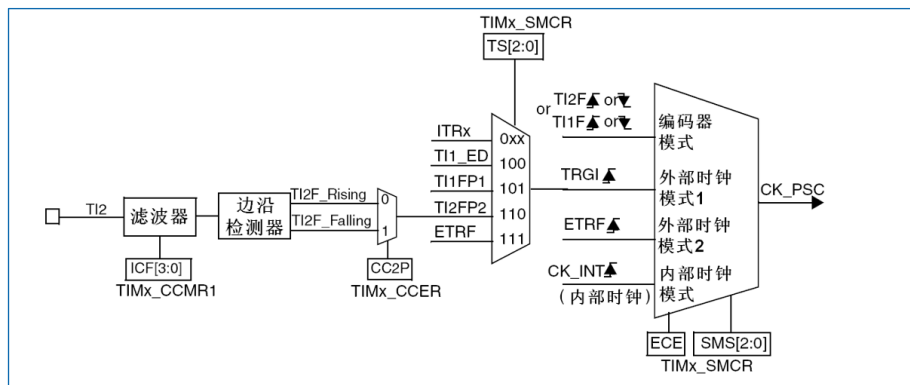 TIMx_SMCR
TS[2:0]
or TI2F or
TI1F or
编码器
模式
ITRx
0xx
TI1_ED
100
TI1FP1
101
TRGI
外部时钟
模式1
CK_PSC
TI2
滤波器
边沿
检测器
TI2F_Rising
0
TI2F_Falling
1
TI2FP2
110
ETRF
111
ETRF
外部时钟
模式2
CK_INT
(内部时钟)
内部时钟
模式
ICF[3:0]
TIMx_CCMR1
CC2P
TIMx_CCER
ECE
SMS[2:0]
TIMx_SMCR